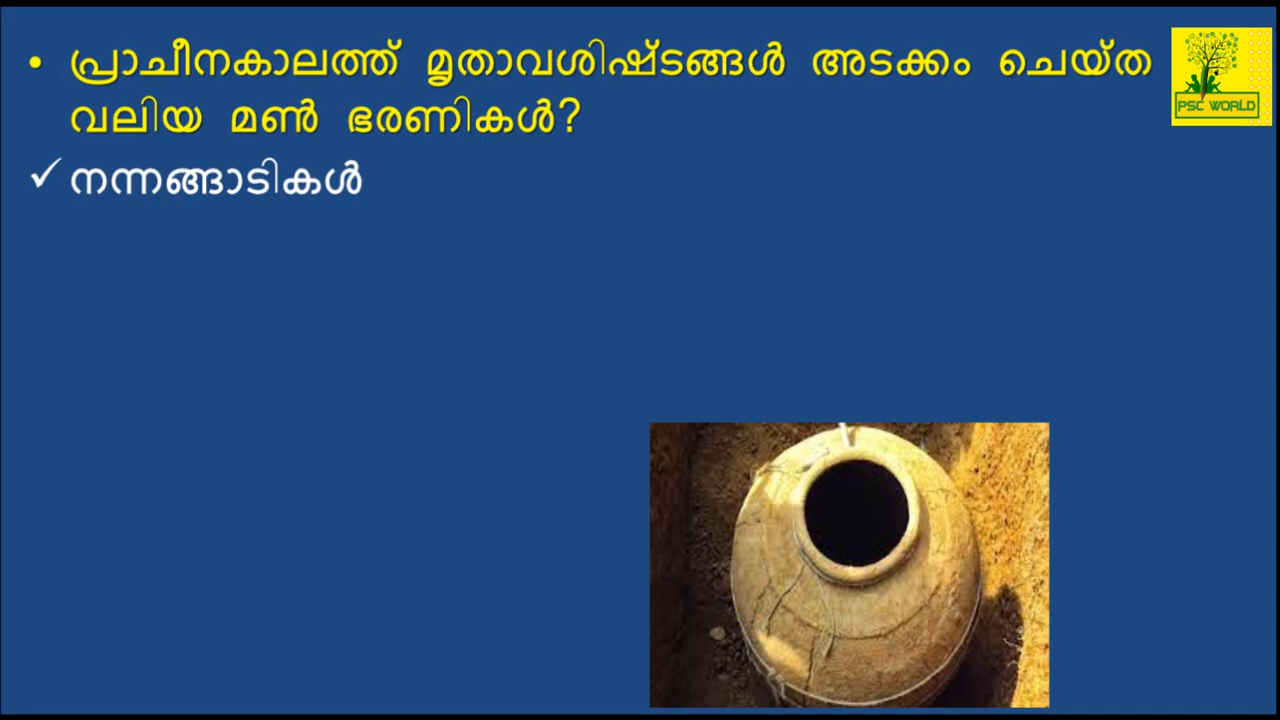 • പ്രാചീനകാലത്ത് മൃതാവശിഷ്ടങ്ങൾ അടക്കം ചെയ്ത
വലിയ മൺ ഭരണികൾ?
✓ നന്നങ്ങാടികൾ
PSC WORLD